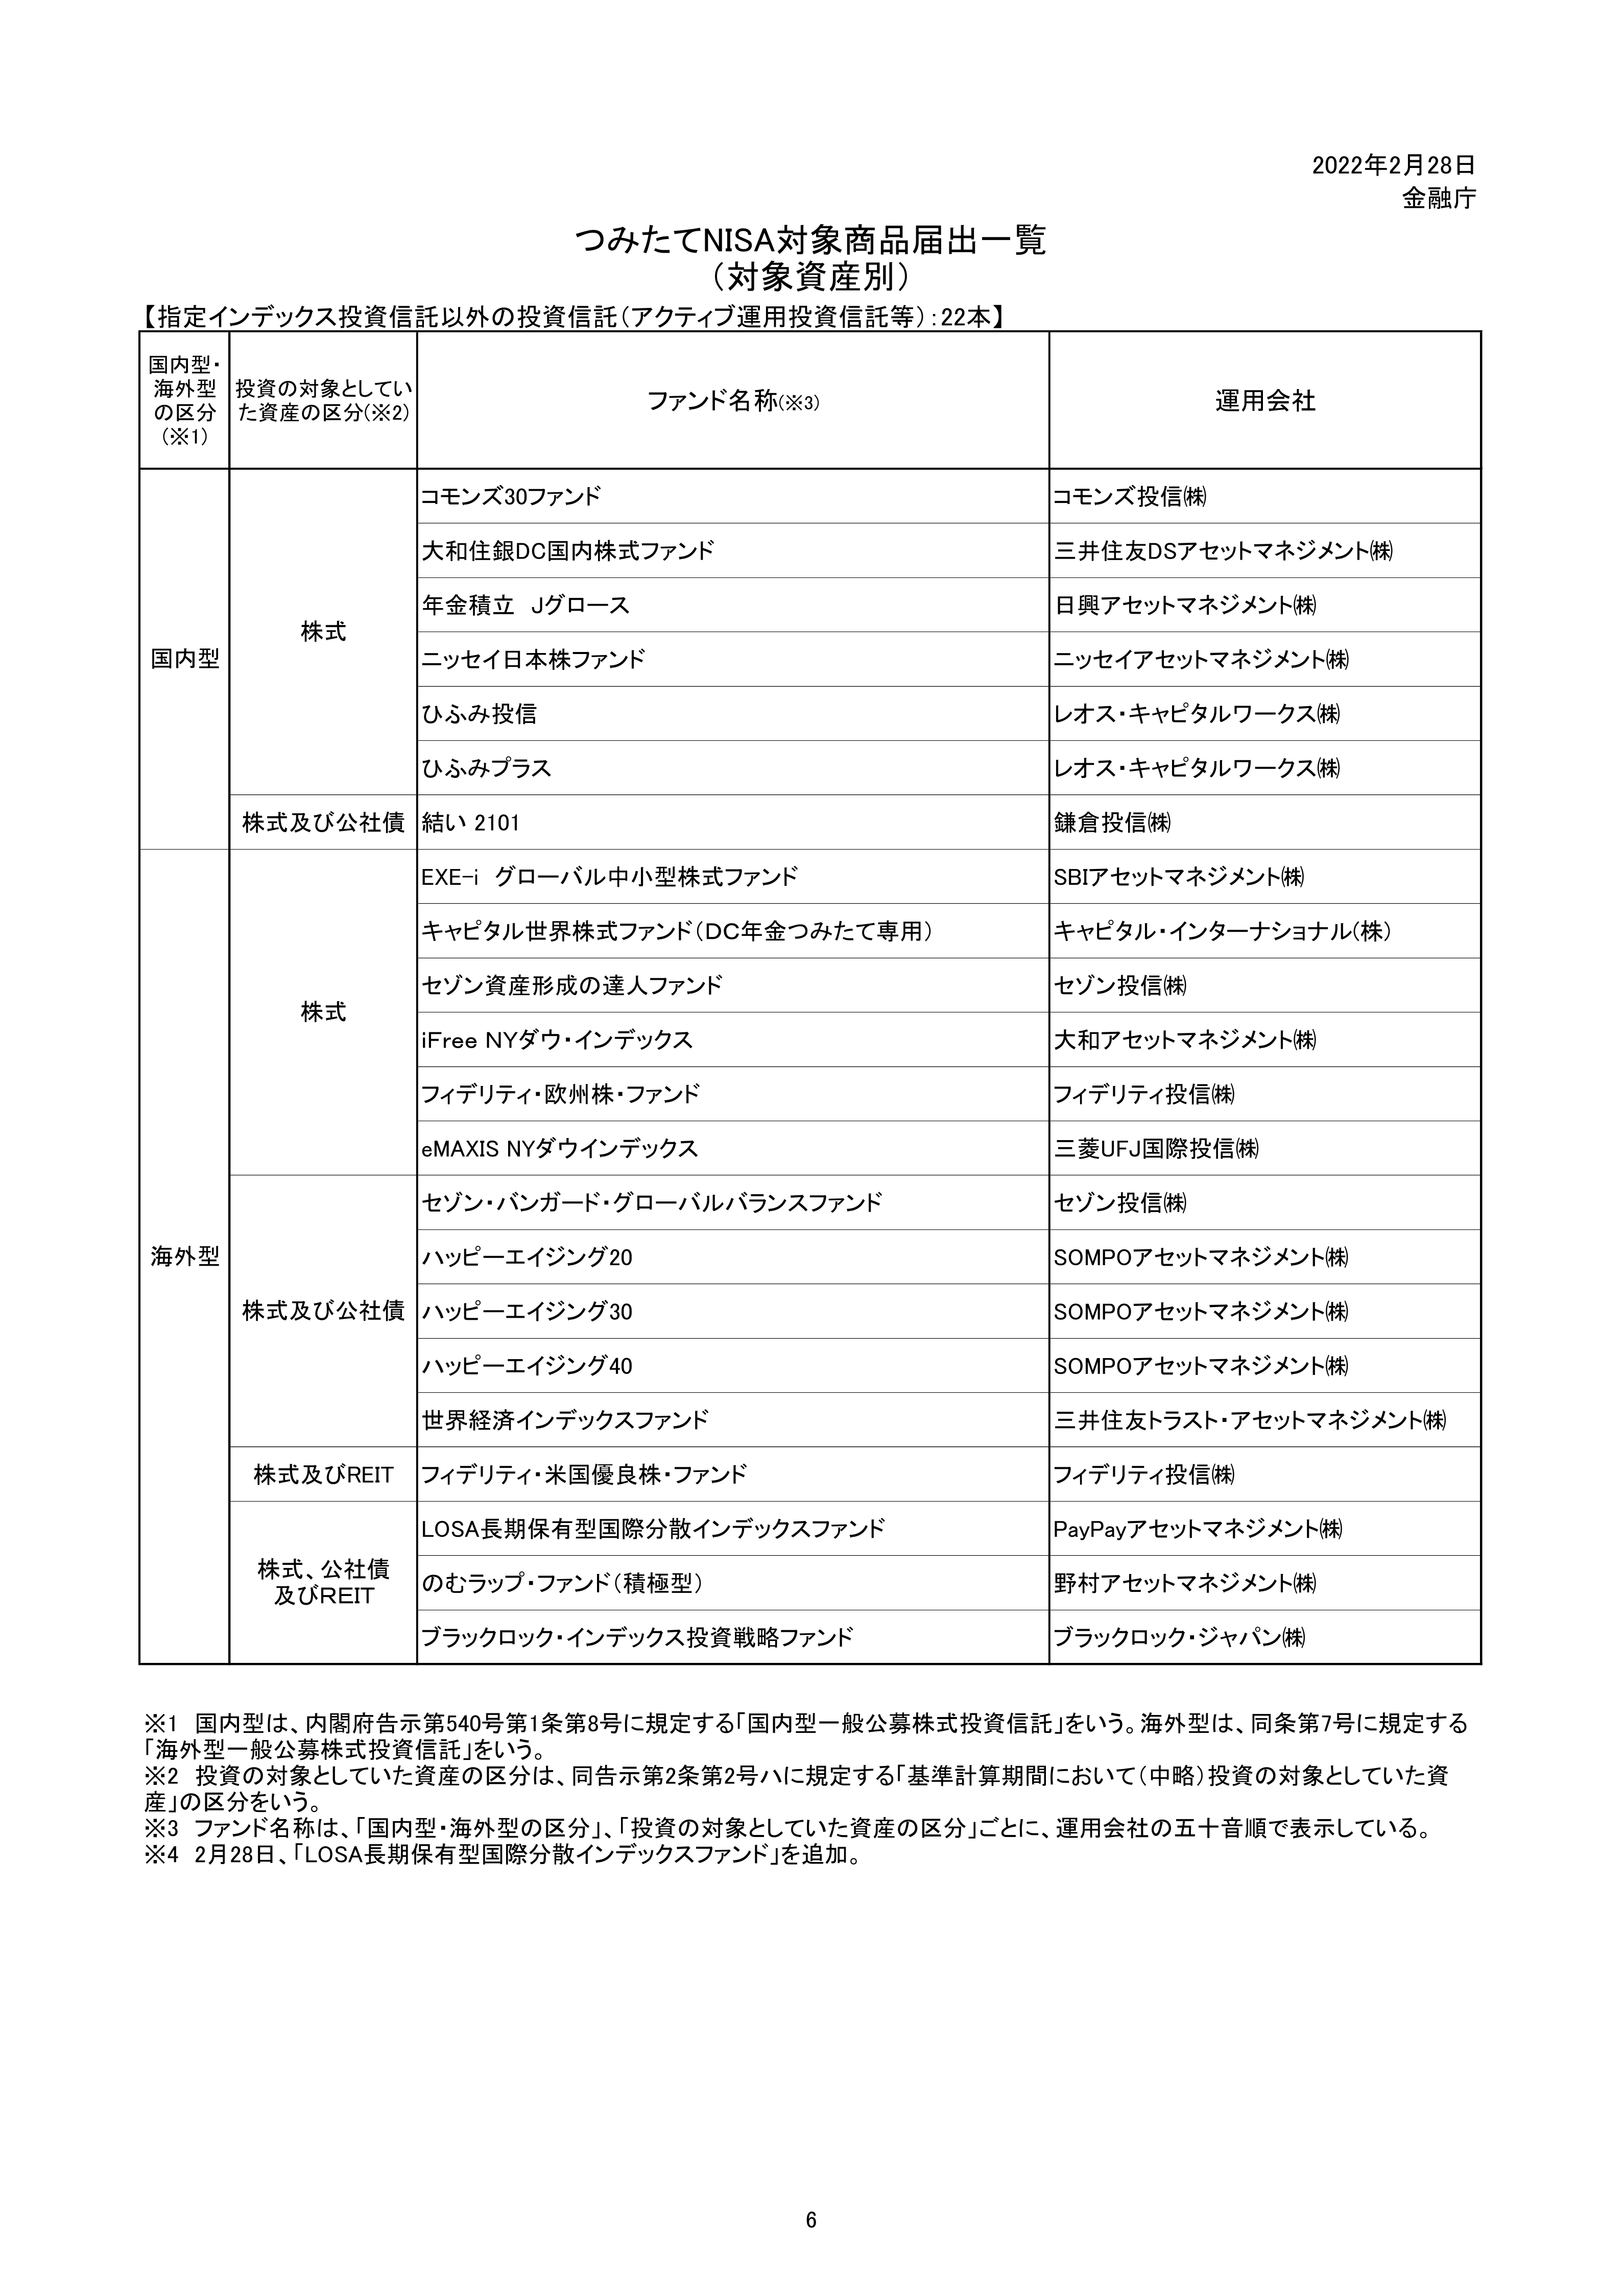 2022年2月28日
金融庁
つみたてNISA対象商品届出一覧
（対象資産別）
【指定インデックス投資信託以外の投資信託（アクティブ運用投資信託等）：22本】
国内型・
海外型
の区分
（※1）
投資の対象としてい
た資産の区分(※2)
ファンド名称(※3)
運用会社
国内型
株式
コモンズ30ファンド
コモンズ投信㈱
大和住銀DC国内株式ファンド
三井住友DSアセットマネジメント㈱
年金積立　Jグロース
日興アセットマネジメント㈱
ニッセイ日本株ファンド
ニッセイアセットマネジメント㈱
ひふみ投信
レオス・キャピタルワークス㈱
ひふみプラス
レオス・キャピタルワークス㈱
株式及び公社債
結い 2101
鎌倉投信㈱
海外型
株式
EXE-i　グローバル中小型株式ファンド
SBIアセットマネジメント㈱
キャピタル世界株式ファンド（DC年金つみたて専用）
キャピタル・インターナショナル（株）
セゾン資産形成の達人ファンド
セゾン投信㈱
iFree NYダウ・インデックス
大和アセットマネジメント㈱
フィデリティ・欧州株・ファンド
フィデリティ投信㈱
eMAXIS NYダウインデックス
三菱UFJ国際投信㈱
株式及び公社債
セゾン・バンガード・グローバルバランスファンド
セゾン投信㈱
ハッピーエイジング20
SOMPOアセットマネジメント㈱
ハッピーエイジング30
SOMPOアセットマネジメント㈱
ハッピーエイジング40
SOMPOアセットマネジメント㈱
世界経済インデックスファンド
三井住友トラスト・アセットマネジメント㈱
株式及びREIT
フィデリティ・米国優良株・ファンド
フィデリティ投信㈱
株式、公社債
及びREIT
LOSA長期保有型国際分散インデックスファンド
PayPayアセットマネジメント㈱
のむラップ・ファンド（積極型）
野村アセットマネジメント㈱
ブラックロック・インデックス投資戦略ファンド
ブラックロック・ジャパン㈱
※1　国内型は、内閣府告示第540号第1条第8号に規定する「国内型一般公募株式投資信託」をいう。海外型は、同条第7号に規定する
「海外型一般公募株式投資信託」をいう。
※2　投資の対象としていた資産の区分は、同告示第2条第2号ハに規定する「基準計算期間において（中略）投資の対象としていた資
産」の区分をいう。
※3　ファンド名称は、「国内型・海外型の区分」、「投資の対象としていた資産の区分」ごとに、運用会社の五十音順で表示している。
※4　2月28日、「LOSA長期保有型国際分散インデックスファンド」を追加。
6